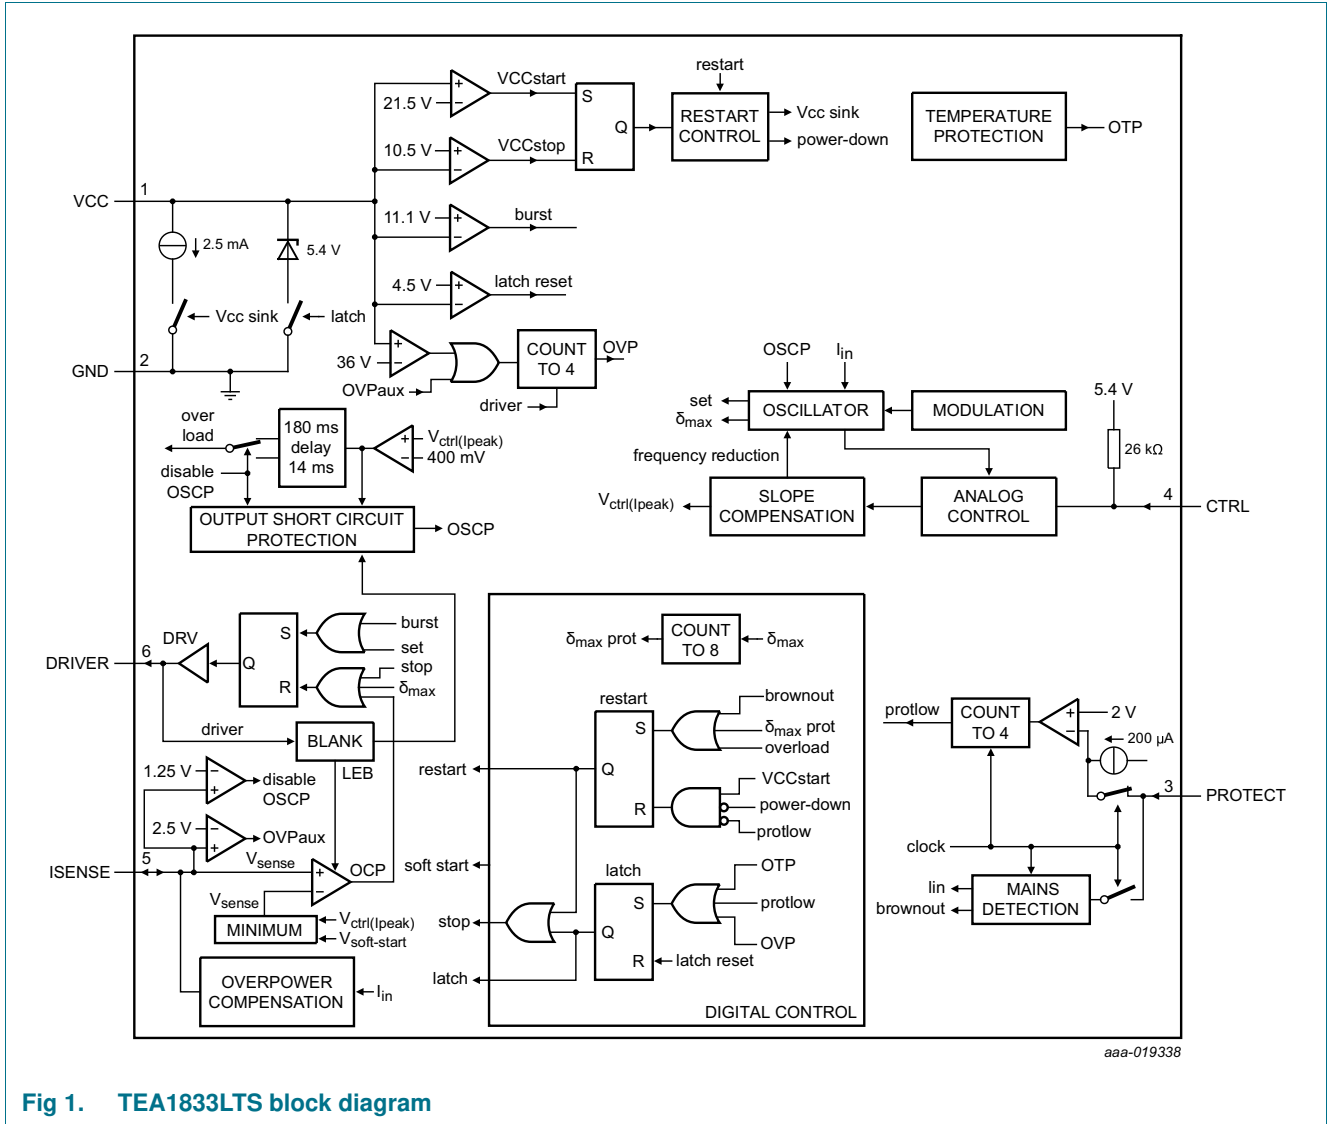 restart
VCCstart
+
21.5 V
−
S
Q
R
RESTART
CONTROL
Vcc sink
power-down
TEMPERATURE
PROTECTION
OTP
10.5 V
+
−
VCCstop
VCC
1
11.1 V
+
−
burst
2.5 mA
5.4 V
4.5 V
+
−
latch reset
Vcc sink
latch
GND
2
+
36 V
−
OVPaux
COUNT
TO 4
OVP
driver
OSCP
Iin
set
δmax
OSCILLATOR
MODULATION
5.4 V
26 kΩ
over
load
180 ms
delay
14 ms
+
−
Vctrl(Ipeak)
400 mV
disable
OSCP
frequency reduction
Vctrl(Ipeak)
SLOPE
COMPENSATION
ANALOG
CONTROL
4
CTRL
OUTPUT SHORT CIRCUIT
PROTECTION
OSCP
DRV
DRIVER
6
Q
S
R
burst
set
stop
δmax
driver
BLANK
LEB
1.25 V
−
+
disable
OSCP
2.5 V
−
+
OVPaux
ISENSE
5
Vsense
+
−
OCP
Vsense
MINIMUM
Vctrl(Ipeak)
Vsoft-start
OVERPOWER
COMPENSATION
Iin
δmax prot
COUNT
TO 8
δmax
restart
S
Q
R
brownout
δmax prot
overload
restart
VCCstart
power-down
protlow
soft start
latch
S
Q
R
OTP
protlow
OVP
stop
latch reset
latch
DIGITAL CONTROL
protlow
COUNT
TO 4
+
−
2 V
200 µA
3
PROTECT
clock
Iin
brownout
MAINS
DETECTION
aaa-019338
Fig 1. TEA1833LTS block diagram